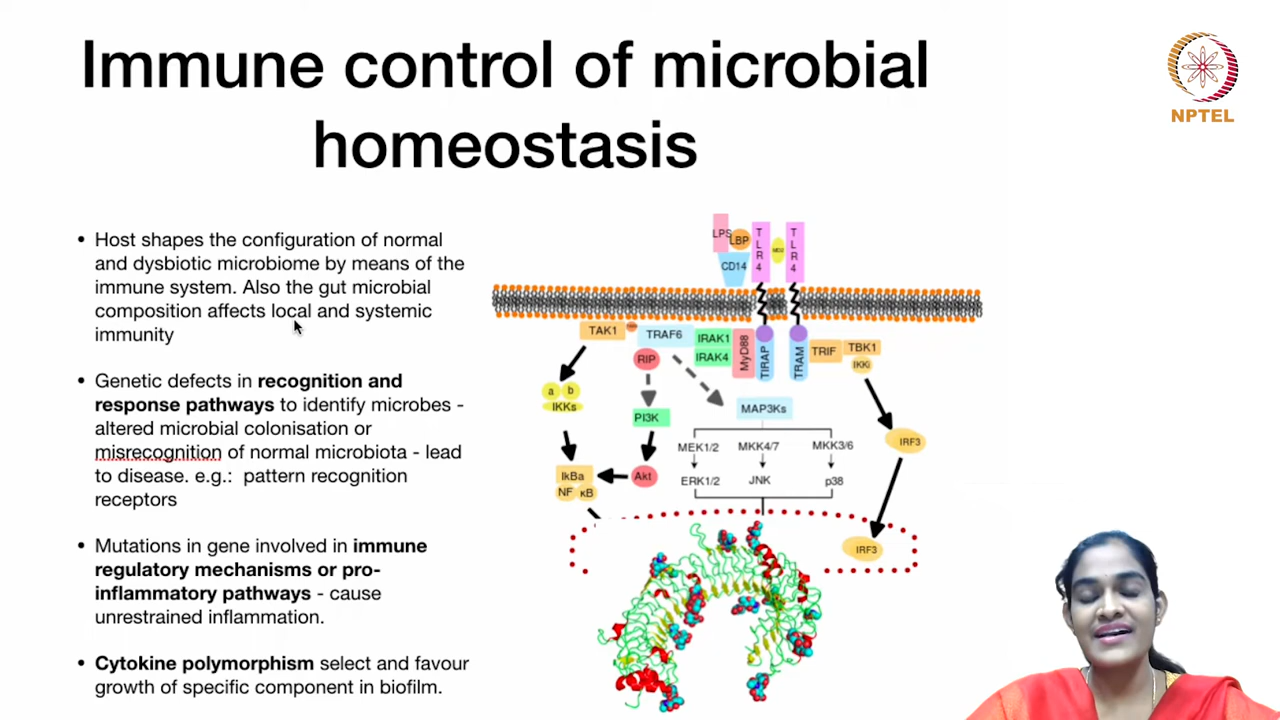 Immune control of microbial
homeostasis
NPTEL
• Host shapes the configuration of normal
and dysbiotic microbiome by means of the
immune system. Also the gut microbial
composition affects local and systemic
immunity
• Genetic defects in recognition and
response pathways to identify microbes -
altered microbial colonisation or
misrecognition of normal microbiota - lead
to disease. e.g.: pattern recognition
receptors
• Mutations in gene involved in immune
regulatory mechanisms or pro-
inflammatory pathways - cause
unrestrained inflammation.
• Cytokine polymorphism select and favour
growth of specific component in biofilm.
LPS
LBP
CD14
TLR4
MD2
TLR4
TAK1
TRAF6
IRAK1
IRAK4
MyD88
TIRAP
TRAM
TRIF
TBK1
IKKi
RIP
a b
IKKs
PI3K
MAP3Ks
MEK1/2 MKK4/7 MKK3/6
IRF3
IkBa
NF κB
Akt
ERK1/2 JNK p38
IRF3